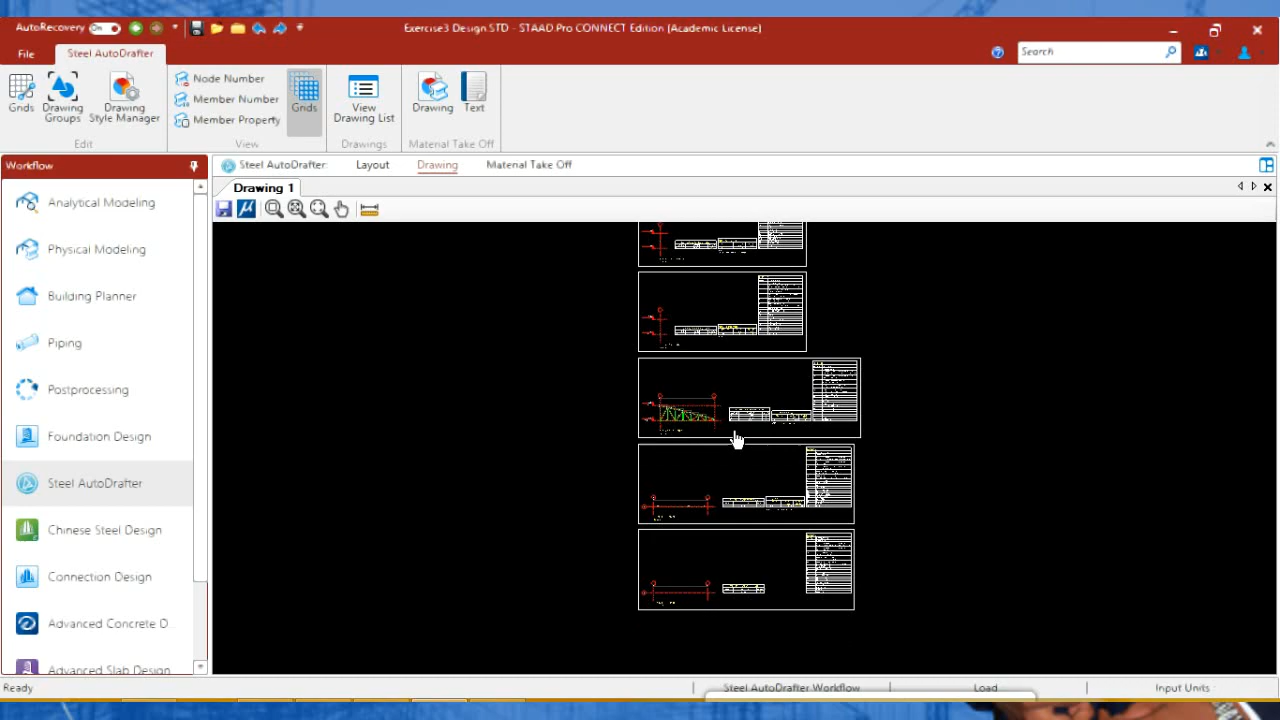 AutoRecovery On
Exercise3 Design.STD - STAAD.Pro CONNECT Edition (Academic License)
File
Steel AutoDrafter
Search
Grids
Drawing Groups
Drawing Style Manager
Node Number
Member Number
Member Property
Grids
View Drawing List
Drawing
Text
Edit
View
Drawings
Material Take Off
Workflow
Steel AutoDrafter:
Layout
Drawing
Material Take Off
Drawing 1
Analytical Modeling
Physical Modeling
Building Planner
Piping
Postprocessing
Foundation Design
Steel AutoDrafter
Chinese Steel Design
Connection Design
Advanced Concrete D...
Advanced Slab Design
Ready
Steel AutoDrafter Workflow
Load
Input Units